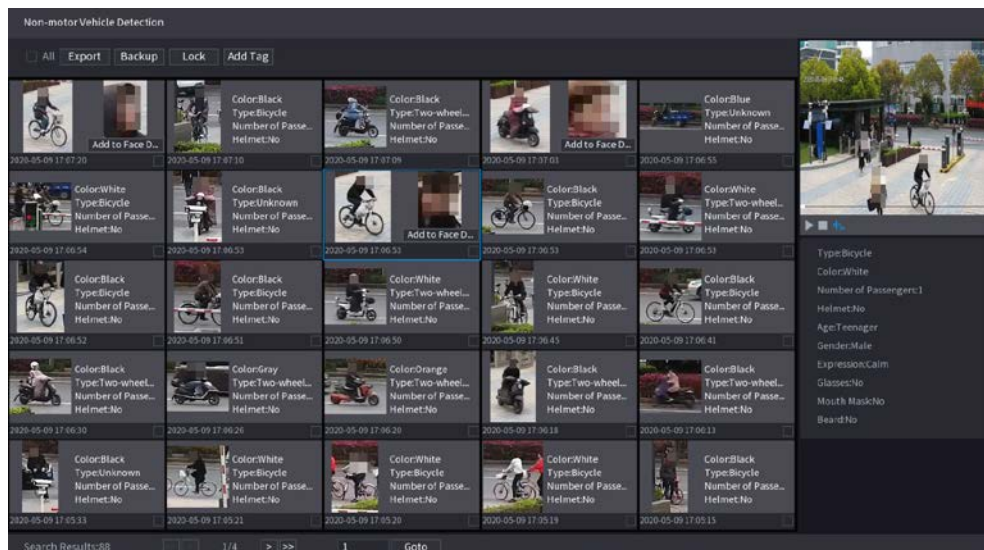 Non-motor Vehicle Detection
All Export Backup Lock Add Tag
Add to Face D...
2020-05-09 17:07:20
Color:Black
Type:Bicycle
Number of Passe...
Helmet:No
2020-05-09 17:07:10
Color:Black
Type:Two-wheel...
Number of Passe...
Helmet:No
2020-05-09 17:07:09
Add to Face D...
2020-05-09 17:07:03
Color:Blue
Type:Unknown
Number of Passe...
Helmet:No
2020-05-09 17:06:55
Color:White
Type:Bicycle
Number of Passe...
Helmet:No
2020-05-09 17:06:54
Color:Black
Type:Unknown
Number of Passe...
Helmet:No
2020-05-09 17:06:53
Add to Face D...
2020-05-09 17:06:53
Color:Black
Type:Bicycle
Number of Passe...
Helmet:No
2020-05-09 17:06:53
Color:White
Type:Two-wheel...
Number of Passe...
Helmet:No
2020-05-09 17:06:53
Color:Black
Type:Bicycle
Number of Passe...
Helmet:No
2020-05-09 17:06:52
Color:Black
Type:Bicycle
Number of Passe...
Helmet:No
2020-05-09 17:06:51
Color:White
Type:Two-wheel...
Number of Passe...
Helmet:No
2020-05-09 17:06:50
Color:White
Type:Bicycle
Number of Passe...
Helmet:No
2020-05-09 17:06:45
Color:Black
Type:Bicycle
Number of Passe...
Helmet:No
2020-05-09 17:06:41
Color:Black
Type:Two-wheel...
Number of Passe...
Helmet:No
2020-05-09 17:06:30
Color:Gray
Type:Two-wheel...
Number of Passe...
Helmet:No
2020-05-09 17:06:26
Color:Orange
Type:Two-wheel...
Number of Passe...
Helmet:No
2020-05-09 17:06:20
Color:Black
Type:Two-wheel...
Number of Passe...
Helmet:No
2020-05-09 17:06:18
Color:Black
Type:Two-wheel...
Number of Passe...
Helmet:No
2020-05-09 17:06:13
Color:Black
Type:Unknown
Number of Passe...
Helmet:No
2020-05-09 17:05:33
Color:White
Type:Bicycle
Number of Passe...
Helmet:No
2020-05-09 17:05:21
Color:White
Type:Bicycle
Number of Passe...
Helmet:No
2020-05-09 17:05:20
Color:White
Type:Bicycle
Number of Passe...
Helmet:No
2020-05-09 17:05:19
Color:Black
Type:Bicycle
Number of Passe...
Helmet:No
2020-05-09 17:05:15
Type:Bicycle
Color:White
Number of Passengers:1
Helmet:No
Age:Teenager
Gender:Male
Expression:Calm
Glasses:No
Mouth Mask:No
Beard:No
Search Results:88 1/4 > >> 1 Goto